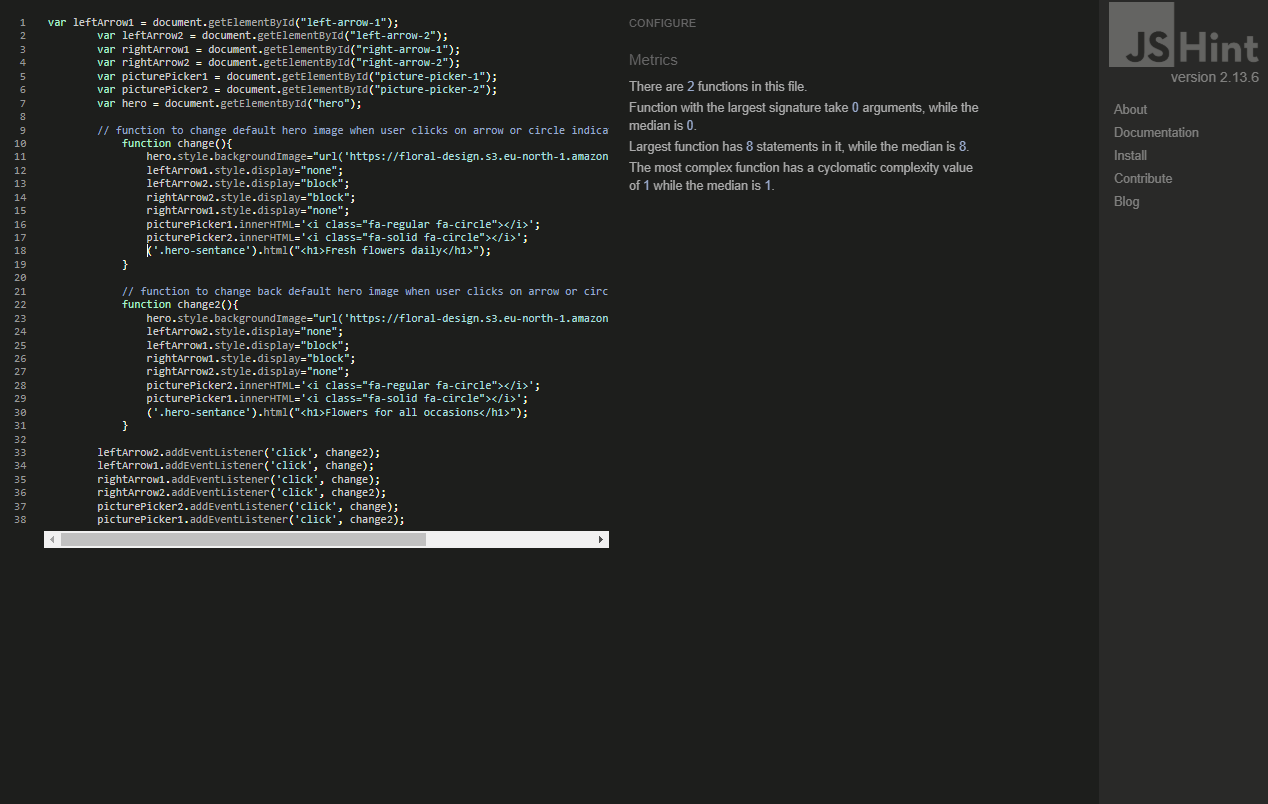 1 var leftArrow1 = document.getElementById("left-arrow-1");
2 var leftArrow2 = document.getElementById("left-arrow-2");
3 var rightArrow1 = document.getElementById("right-arrow-1");
4 var rightArrow2 = document.getElementById("right-arrow-2");
5 var picturePicker1 = document.getElementById("picture-picker-1");
6 var picturePicker2 = document.getElementById("picture-picker-2");
7 var hero = document.getElementById("hero");
8
9 // function to change default hero image when user clicks on arrow or circle indica
10 function change(){
11 hero.style.backgroundImage="url('https://floral-design.s3.eu-north-1.amazon
12 leftArrow1.style.display="none";
13 leftArrow2.style.display="block";
14 rightArrow2.style.display="block";
15 rightArrow1.style.display="none";
16 picturePicker1.innerHTML='<i class="fa-regular fa-circle"></i>';
17 picturePicker2.innerHTML='<i class="fa-solid fa-circle"></i>';
18 ('.hero-sentance').html("<h1>Fresh flowers daily</h1>");
19 }
20
21 // function to change back default hero image when user clicks on arrow or circ
22 function change2(){
23 hero.style.backgroundImage="url('https://floral-design.s3.eu-north-1.amazon
24 leftArrow2.style.display="none";
25 leftArrow1.style.display="block";
26 rightArrow1.style.display="block";
27 rightArrow2.style.display="none";
28 picturePicker2.innerHTML='<i class="fa-regular fa-circle"></i>';
29 picturePicker1.innerHTML='<i class="fa-solid fa-circle"></i>';
30 ('.hero-sentance').html("<h1>Flowers for all occasions</h1>");
31 }
32
33 leftArrow2.addEventListener('click', change2);
34 leftArrow1.addEventListener('click', change);
35 rightArrow1.addEventListener('click', change);
36 rightArrow2.addEventListener('click', change2);
37 picturePicker2.addEventListener('click', change);
38 picturePicker1.addEventListener('click', change2);
CONFIGURE
Metrics
There are 2 functions in this file.
Function with the largest signature take 0 arguments, while the
median is 0.
Largest function has 8 statements in it, while the median is 8.
The most complex function has a cyclomatic complexity value
of 1 while the median is 1.
JSHint
version 2.13.6
About
Documentation
Install
Contribute
Blog